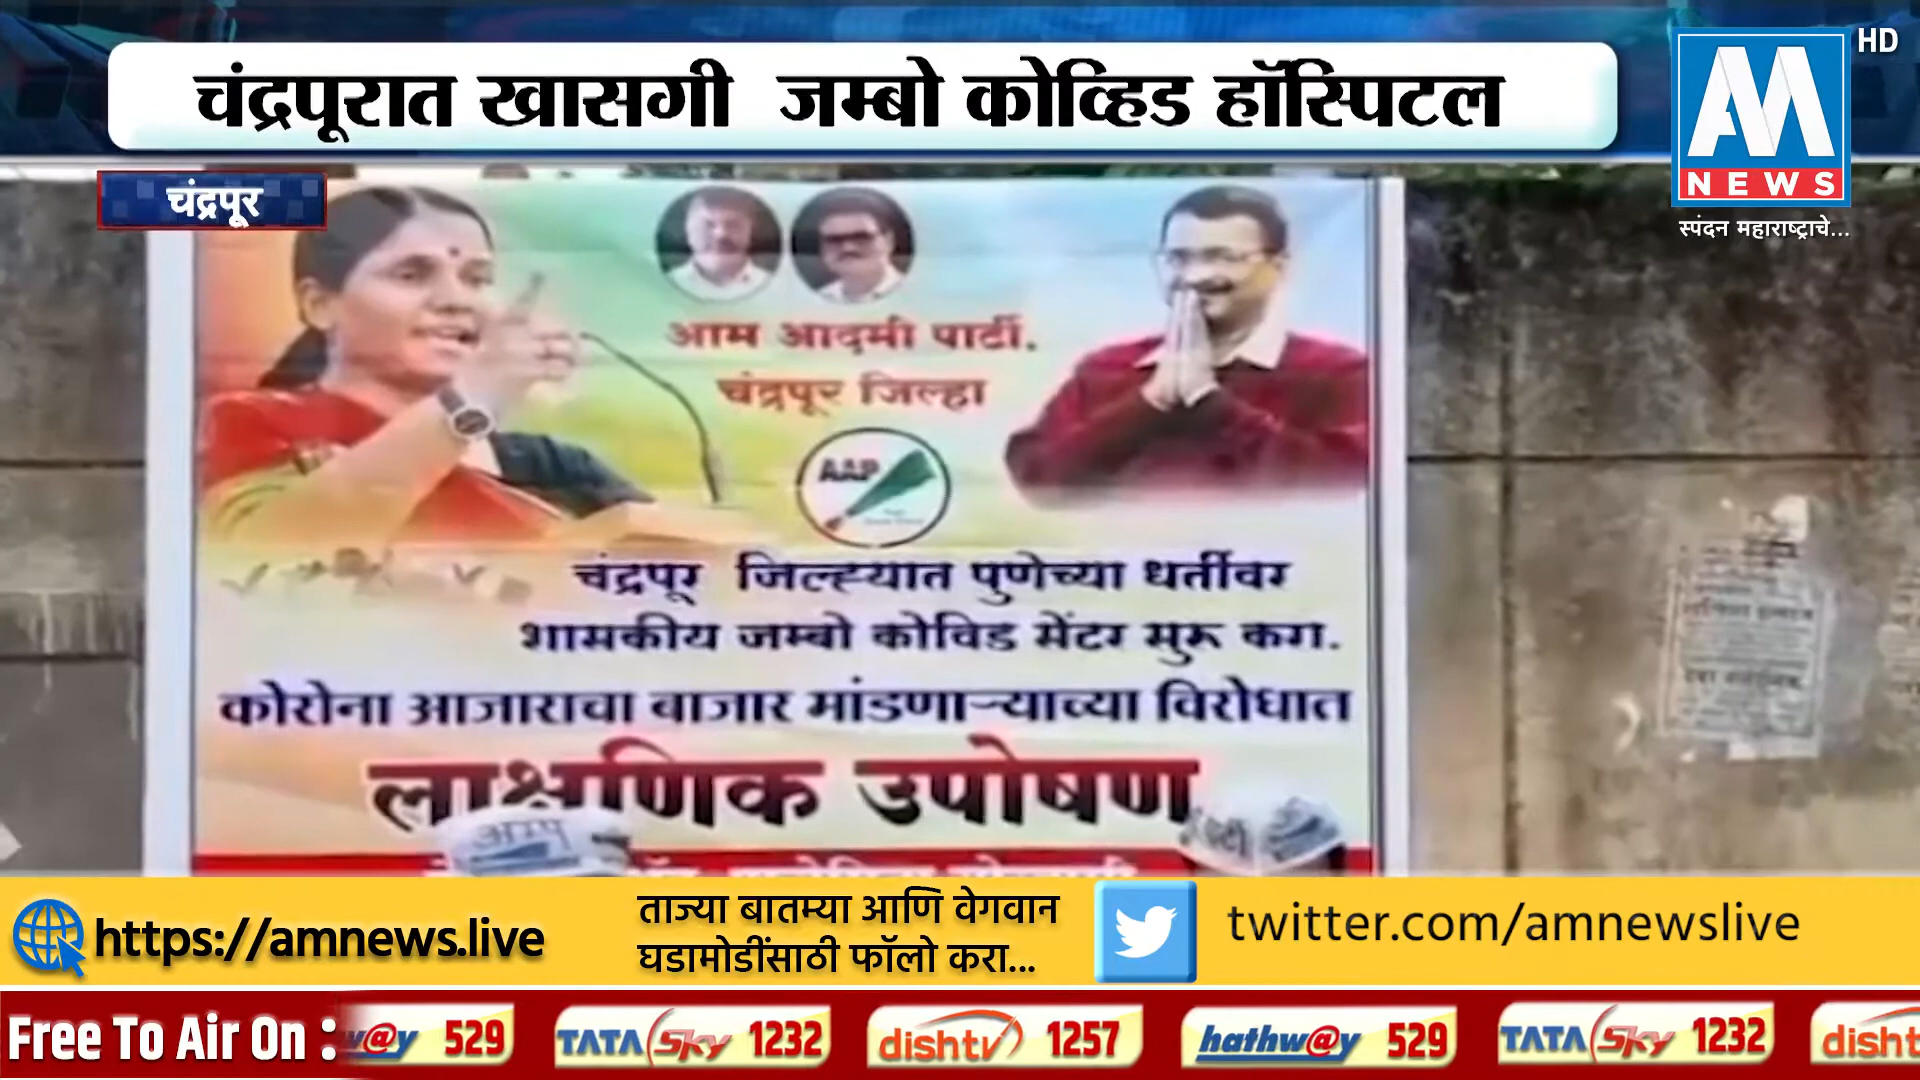 चंद्रपूरात खासगी जम्बो कोव्हिड हॉस्पिटल
HD
AM
NEWS
स्पंदन महाराष्ट्राचे...
चंद्रपूर
आम आदमी पार्टी.
चंद्रपूर जिल्हा
AAP
चंद्रपूर जिल्ह्यात पुणेच्या धर्तीवर
शासकीय जम्बो कोविड सेंटर सुरू करा.
कोरोना आजाराचा बाजार मांडणाऱ्याच्या विरोधात
लाक्षणिक उपोषण
आप
https://amnews.live
ताज्या बातम्या आणि वेगवान
घडामोडींसाठी फॉलो करा...
twitter.com/amnewslive
Free To Air On : w@y 529 TATA Sky 1232 dishtv 1257 hathw@y 529 TATA Sky 1232 disht